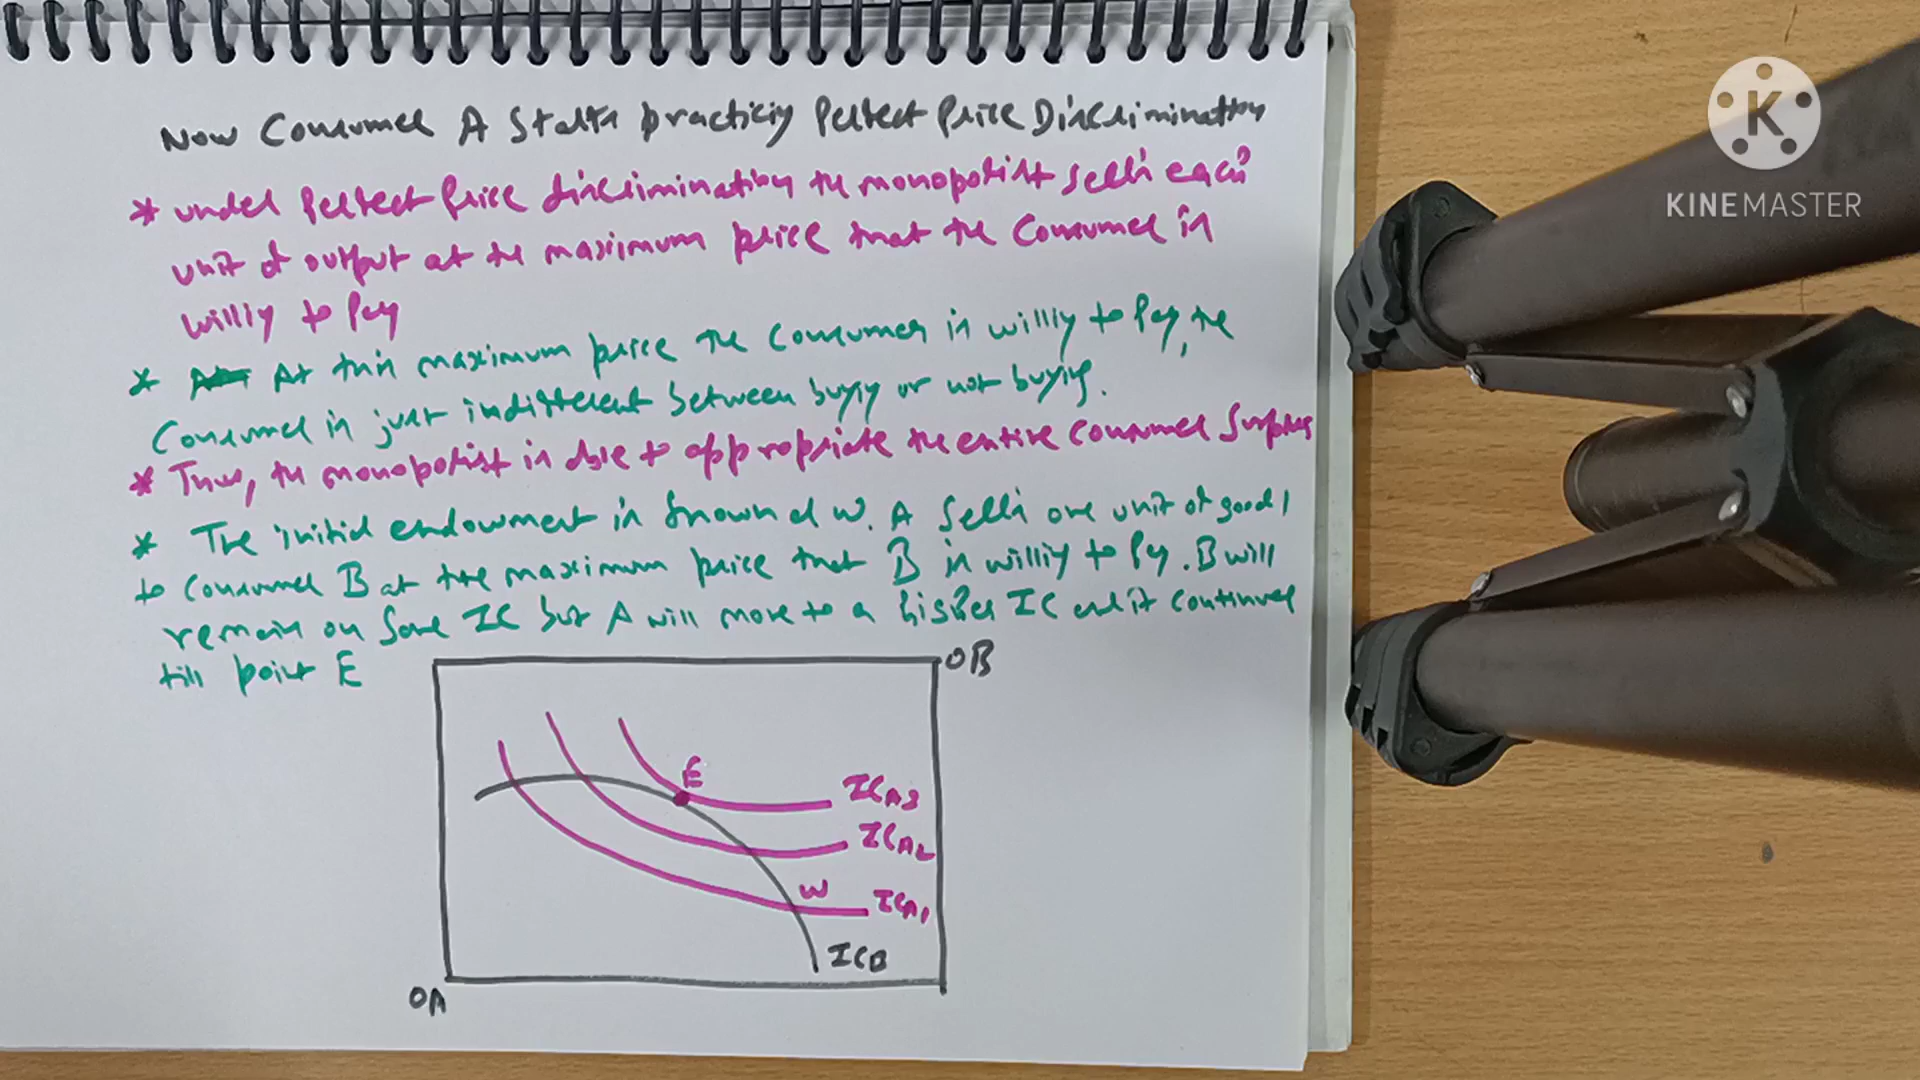 Now Consumer A starts practicing Perfect Price Discrimination
* under Perfect Price discrimination the monopolist sells each
unit of output at the maximum price that the Consumer is
willing to Pay
* At this maximum price the Consumer is willing to Pay, the
Consumer is just indifferent between buying or not buying.
* Thus, the monopolist is able to appropriate the entire Consumer Surplus
* The initial endowment is shown at W. A sells one unit of good 1
to Consumer B at the maximum price that B is willing to Pay. B will
remain on same IC but A will move to a higher IC and it continues
till point E
OB
E
ICA3
ICA2
W
ICA1
ICB
OA
K
KINEMASTER